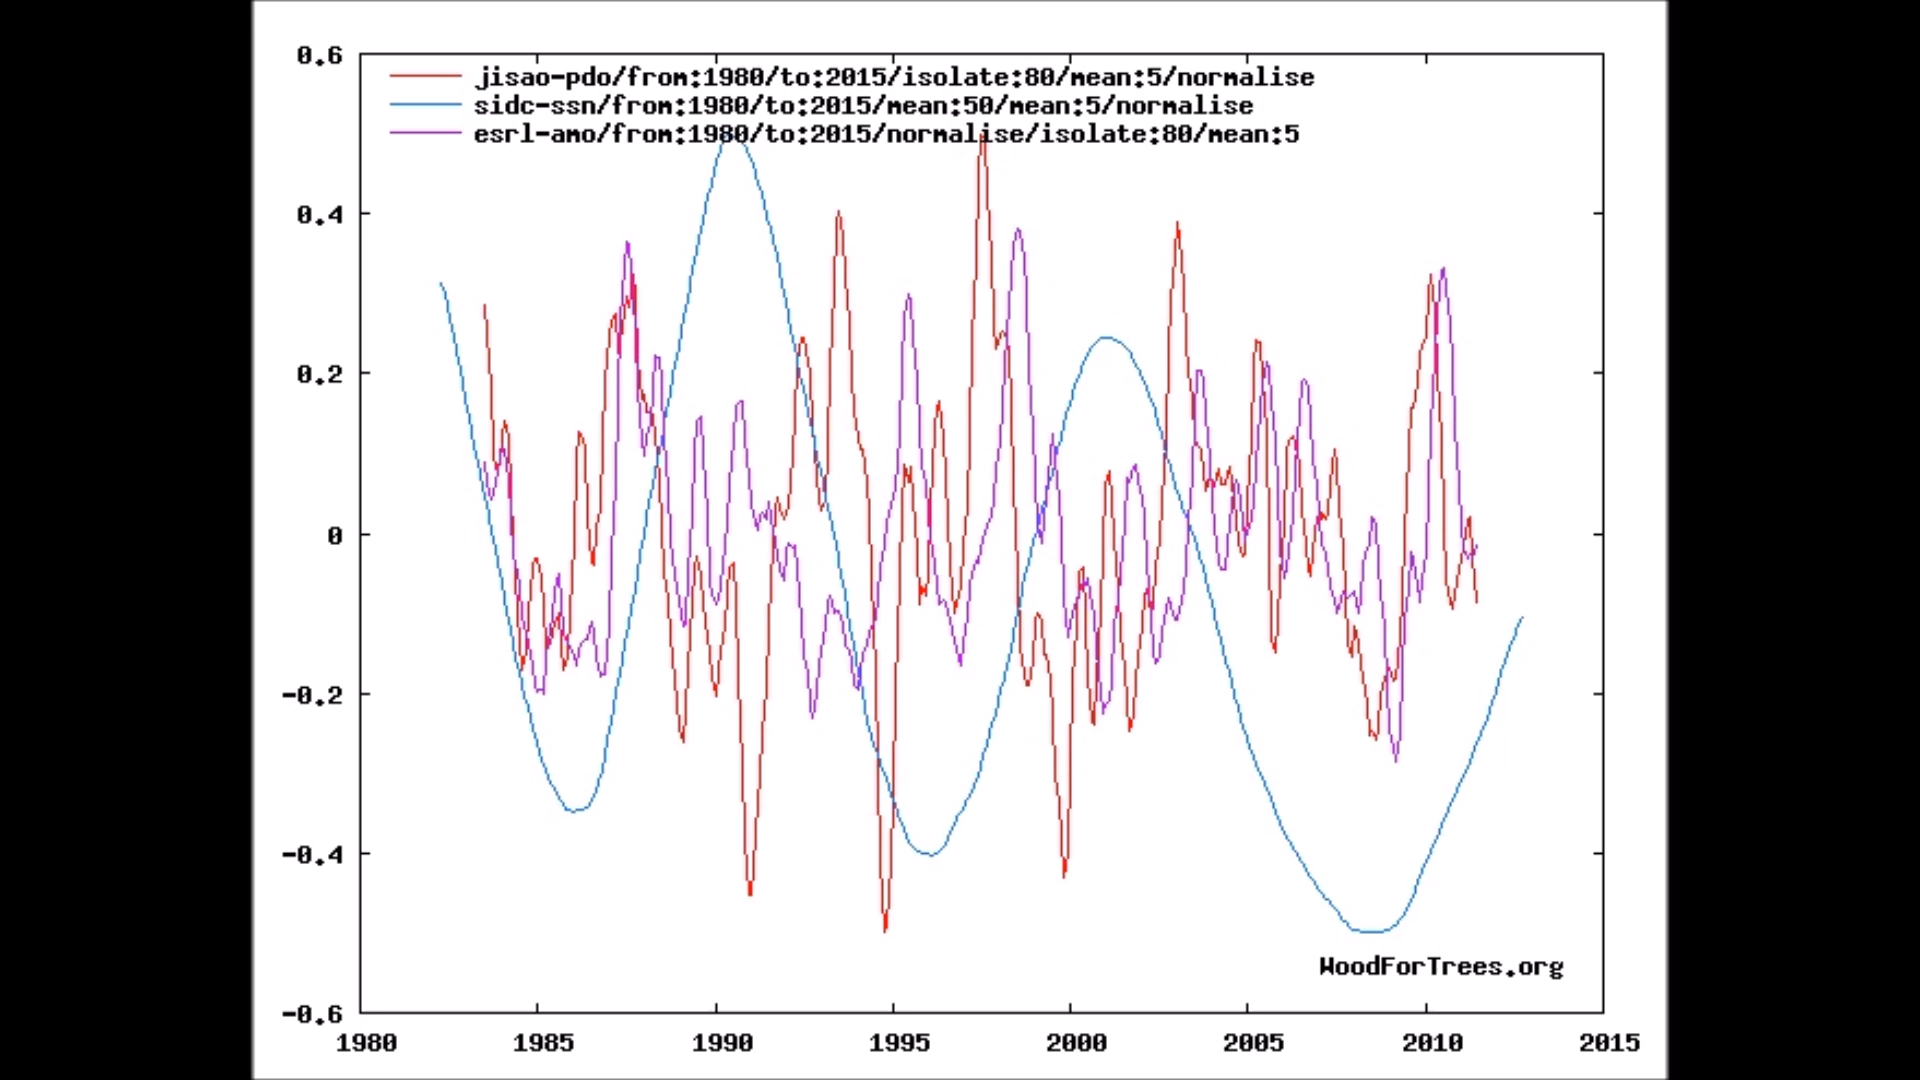 0.6
jisao-pdo/from:1980/to:2015/isolate:80/mean:5/normalise
sidc-ssn/from:1980/to:2015/mean:50/mean:5/normalise
esrl-amo/from:1980/to:2015/normalise/isolate:80/mean:5
0.4
0.2
0
-0.2
-0.4
WoodForTrees.org
-0.6
1980 1985 1990 1995 2000 2005 2010 2015